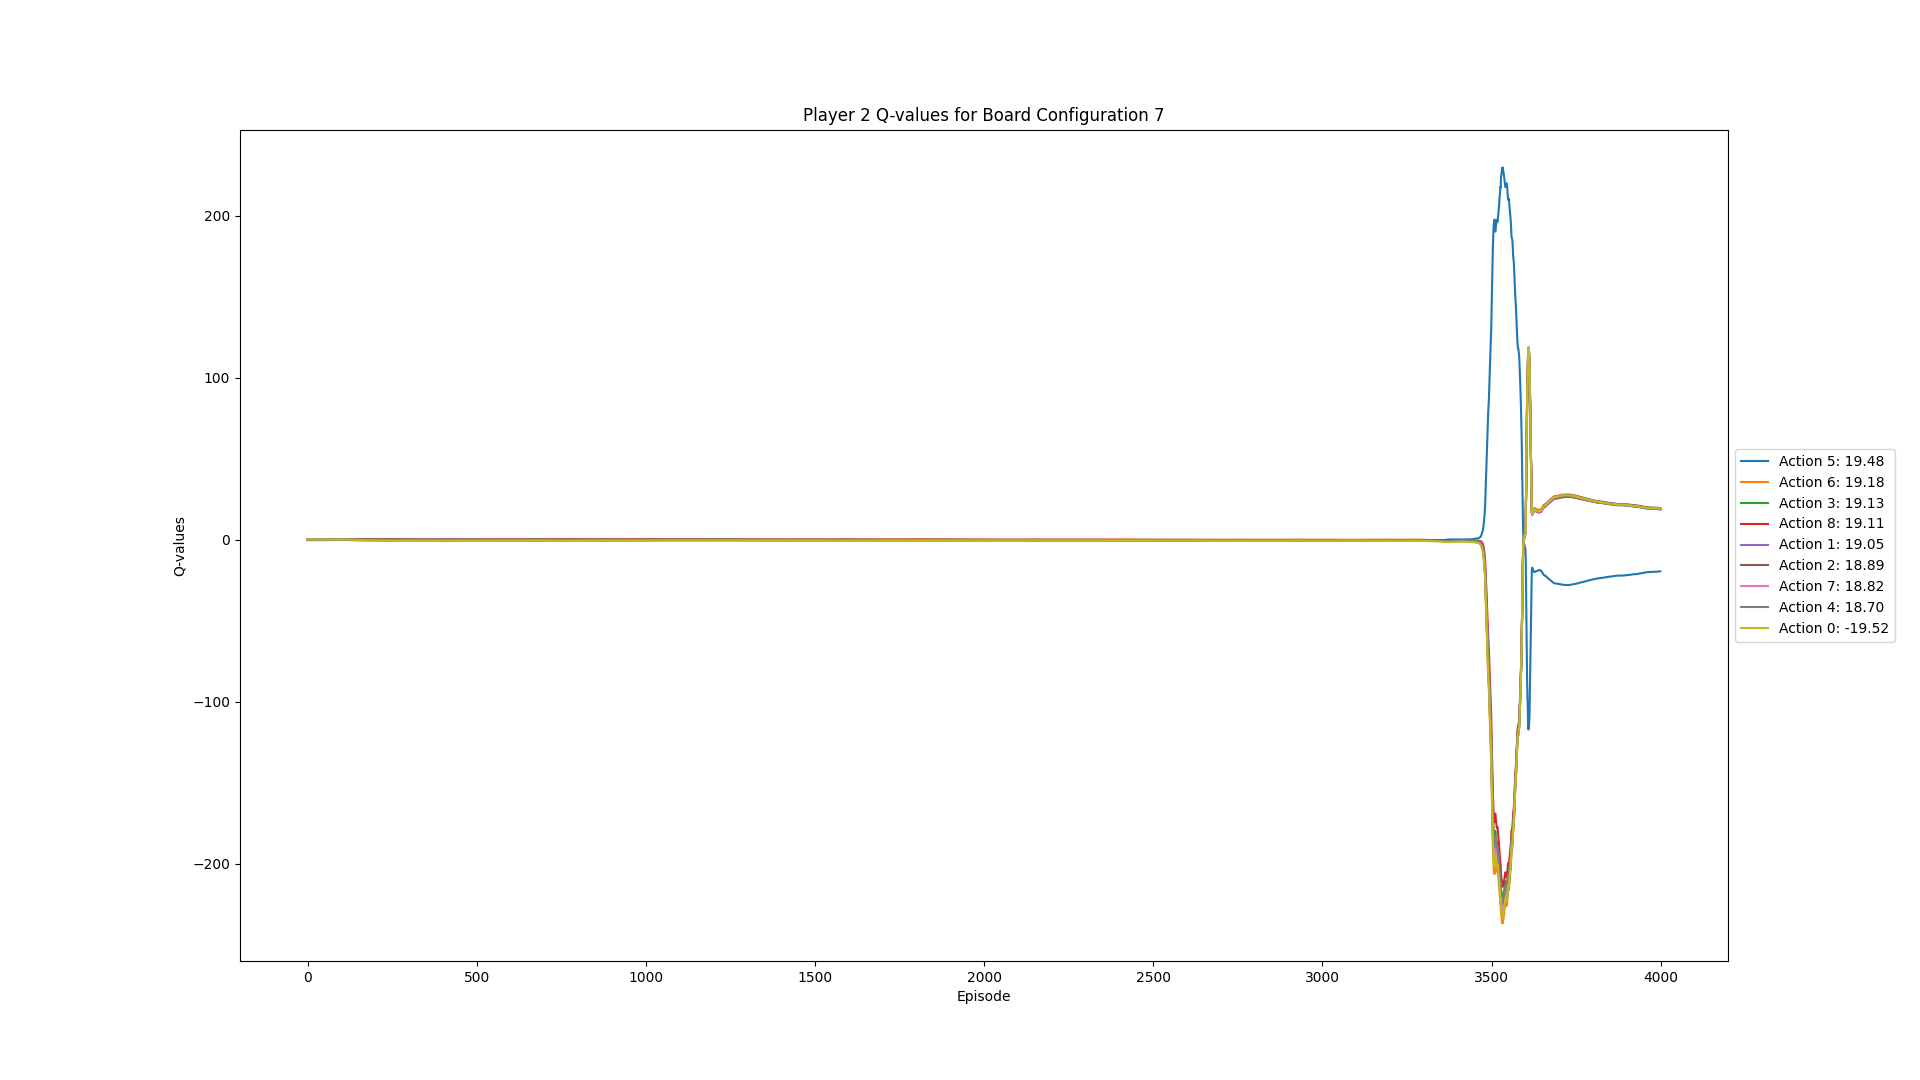 Player 2 Q-values for Board Configuration 7
200
100
0
−100
−200
Q-values
0
500
1000
1500
2000
2500
3000
3500
4000
Episode
Action 5: 19.48
Action 6: 19.18
Action 3: 19.13
Action 8: 19.11
Action 1: 19.05
Action 2: 18.89
Action 7: 18.82
Action 4: 18.70
Action 0: -19.52